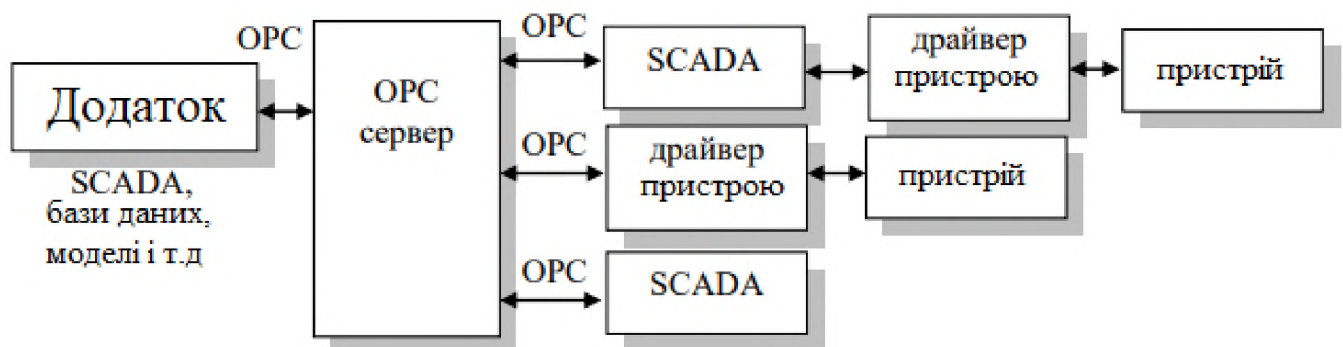 OPC
Додаток
SCADA,
бази даних,
моделі і т.д
OPC
сервер
OPC
SCADA
драйвер
пристрою
пристрій
OPC
драйвер
пристрою
пристрій
OPC
SCADA